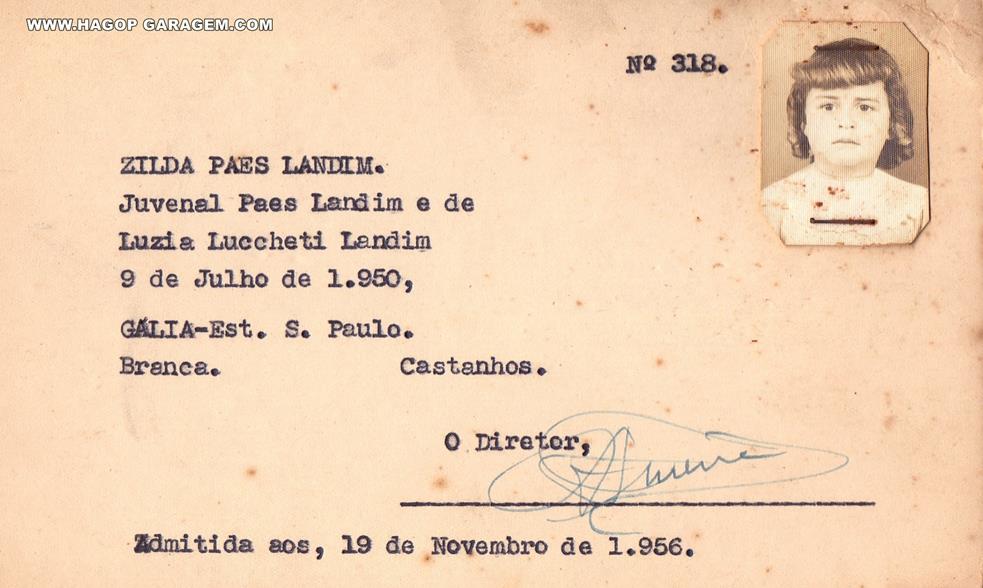 WWW.HAGOP GARAGEM.COM
Nº 318.
ZILDA PAES LANDIM.
Juvenal Paes Landim e de
Luzia Luccheti Landim
9 de Julho de 1.950,
GÁLIA-Est. S. Paulo.
Branca. Castanhos.
O Diretor,
Admitida aos, 19 de Novembro de 1.956.